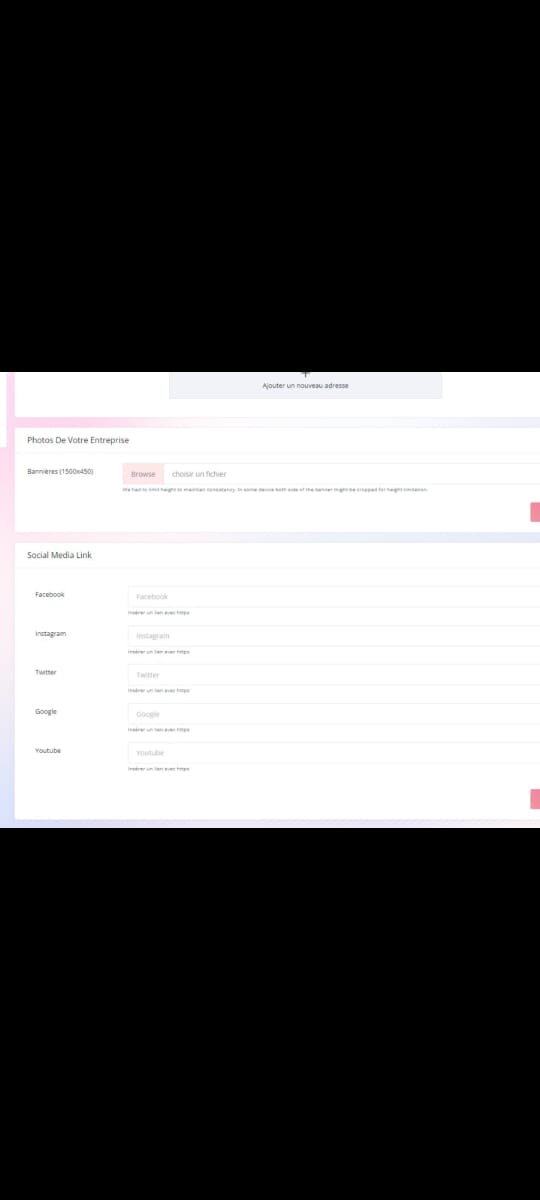 Ajouter un nouveau adresse
Photos De Votre Entreprise
Bannières (1500x450)
Browse
choisir un fichier
We had to limit height to maintian consistancy. In some device both side of the banner might be cropped for height limitation.
Social Media Link
Facebook
Facebook
Insérer un lien avec https
Instagram
Instagram
Insérer un lien avec https
Twitter
Twitter
Insérer un lien avec https
Google
Google
Insérer un lien avec https
Youtube
Youtube
Insérer un lien avec https